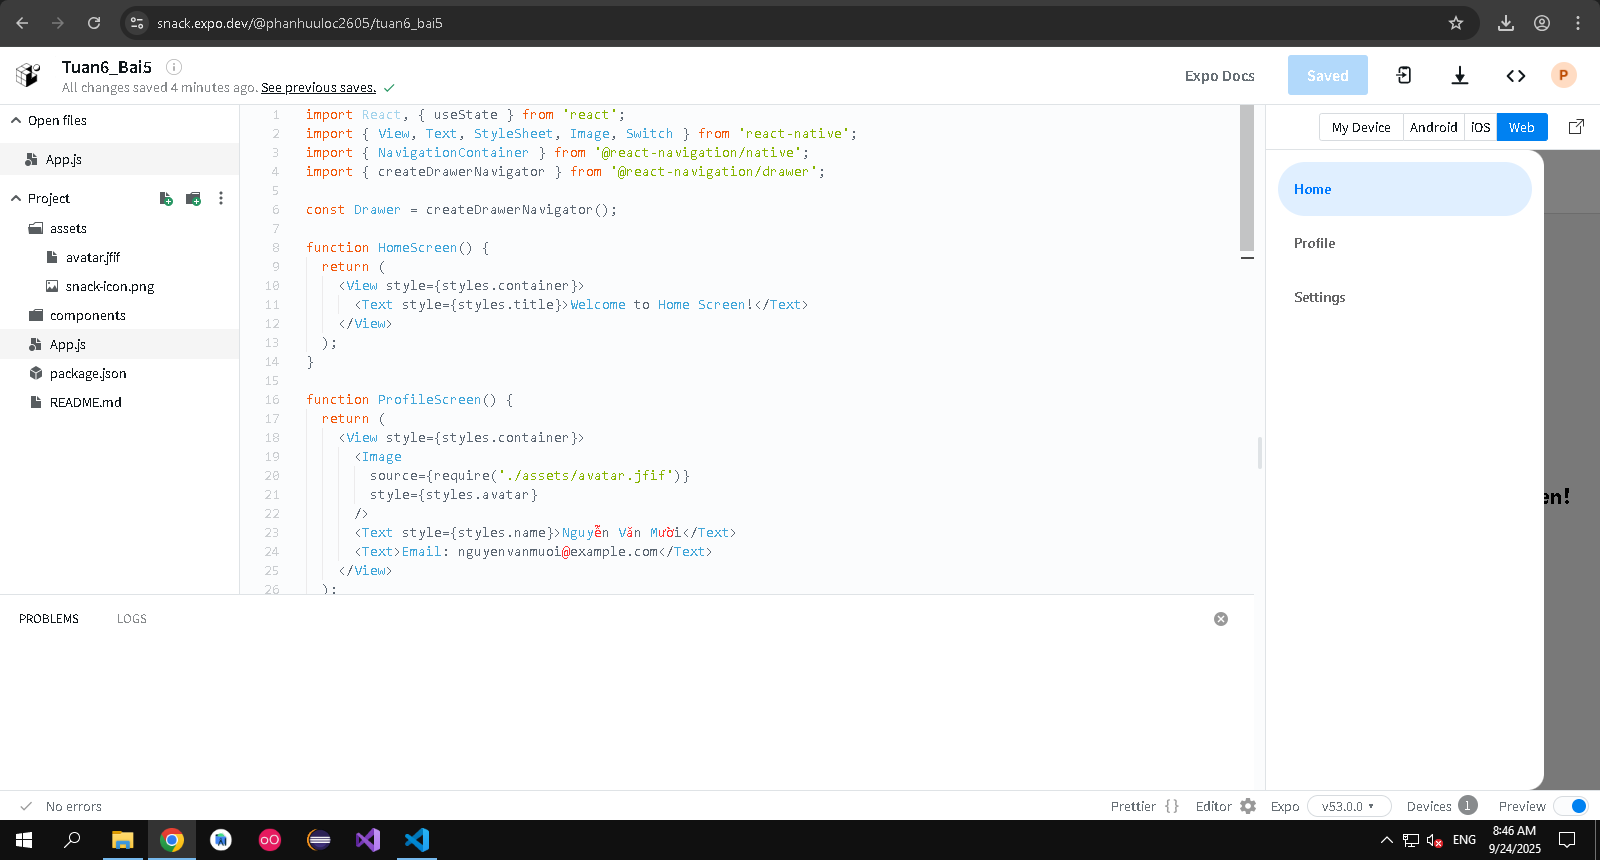 snack.expo.dev/@phanhuuloc2605/tuan6_bai5
Tuan6_Bai5
All changes saved 4 minutes ago. See previous saves.
Expo Docs
Saved
P
Open files
App.js
Project
assets
avatar.jfif
snack-icon.png
components
App.js
package.json
README.md
1 import React, { useState } from 'react';
2 import { View, Text, StyleSheet, Image, Switch } from 'react-native';
3 import { NavigationContainer } from '@react-navigation/native';
4 import { createDrawerNavigator } from '@react-navigation/drawer';
5
6 const Drawer = createDrawerNavigator();
7
8 function HomeScreen() {
9 return (
10 <View style={styles.container}>
11 <Text style={styles.title}>Welcome to Home Screen!</Text>
12 </View>
13 );
14 }
15
16 function ProfileScreen() {
17 return (
18 <View style={styles.container}>
19 <Image
20 source={require('./assets/avatar.jfif')}
21 style={styles.avatar}
22 />
23 <Text style={styles.name}>Nguyễn Văn Mười</Text>
24 <Text>Email: nguyenvanmuoi@example.com</Text>
25 </View>
26 );
My Device
Android
iOS
Web
Home
Profile
Settings
en!
PROBLEMS
LOGS
No errors
Prettier { }
Editor
Expo
v53.0.0
Devices 1
Preview
ENG
8:46 AM
9/24/2025